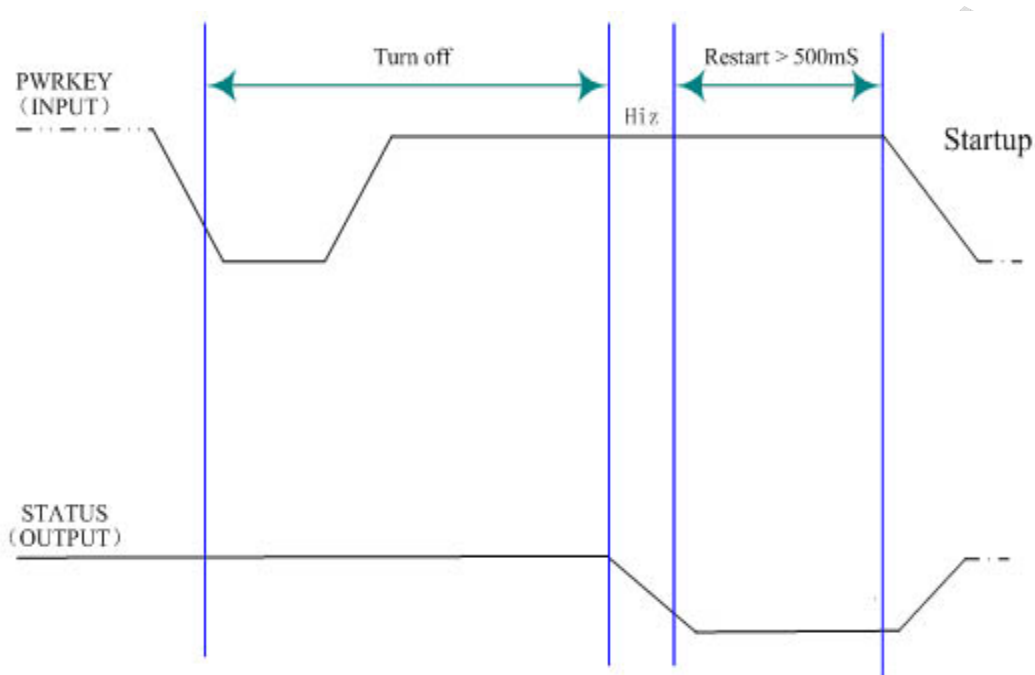 Turn off
Restart > 500mS
PWRKEY
（INPUT）
Hiz
Startup
STATUS
（OUTPUT）